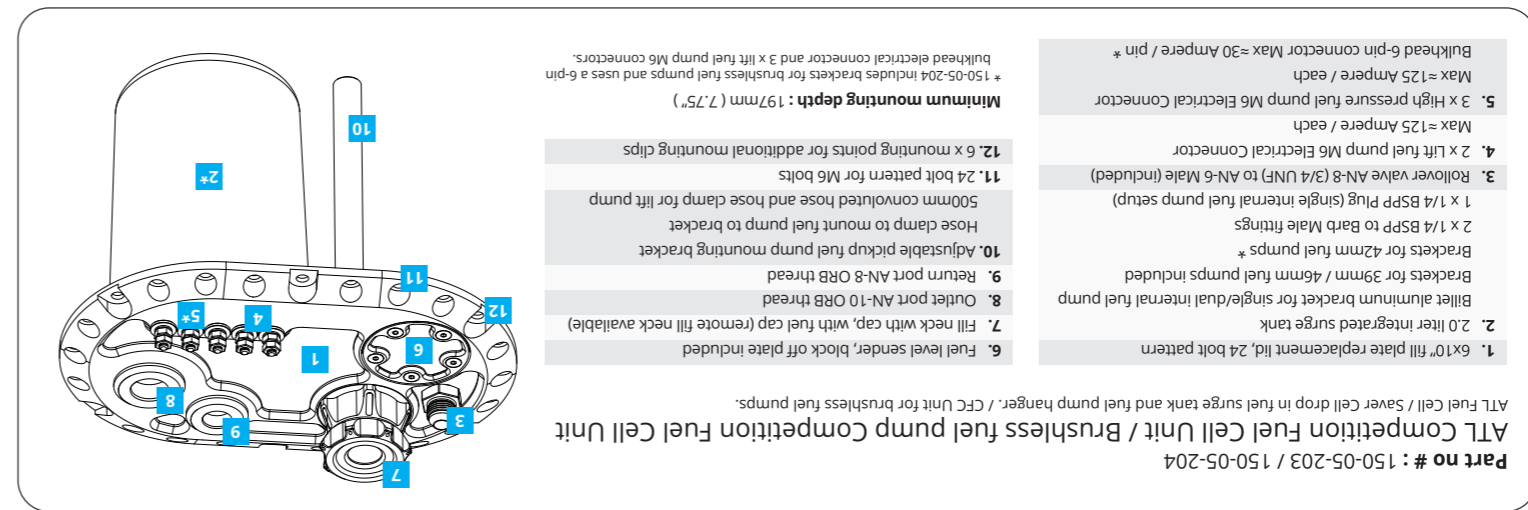 Part no # : 150-05-203 / 150-05-204
ATL Competition Fuel Cell Unit / Brushless fuel pump Competition Fuel Cell Unit
ATL Fuel Cell / Saver Cell drop in fuel surge tank and fuel pump hanger. / CFC Unit for brushless fuel pumps.
1. 6x10" fill plate replacement lid, 24 bolt pattern
2. 2.0 liter integrated surge tank
Billet aluminum bracket for single/dual internal fuel pump
Brackets for 39mm / 46mm fuel pumps included
Brackets for 42mm fuel pumps *
2 x 1/4 BSPP to Barb Male fittings
1 x 1/4 BSPP Plug (single internal fuel pump setup)
3. Rollover valve AN-8 (3/4 UNF) to AN-6 Male (included)
4. 2 x Lift fuel pump M6 Electrical Connector
Max ≈125 Ampere / each
5. 3 x High pressure fuel pump M6 Electrical Connector
Max ≈125 Ampere / each
Bulkhead 6-pin connector Max ≈30 Ampere / pin *
6. Fuel level sender, block off plate included
7. Fill neck with cap, with fuel cap (remote fill neck available)
8. Outlet port AN-10 ORB thread
9. Return port AN-8 ORB thread
10. Adjustable pickup fuel pump mounting bracket
Hose clamp to mount fuel pump to bracket
500mm convoluted hose and hose clamp for lift pump
11. 24 bolt pattern for M6 bolts
12. 6 x mounting points for additional mounting clips
Minimum mounting depth : 197mm ( 7.75" )
* 150-05-204 includes brackets for brushless fuel pumps and uses a 6-pin
bulkhead electrical connector and 3 x lift fuel pump M6 connectors.
7
3
9
8
6
1
4
5*
12
11
10
2*